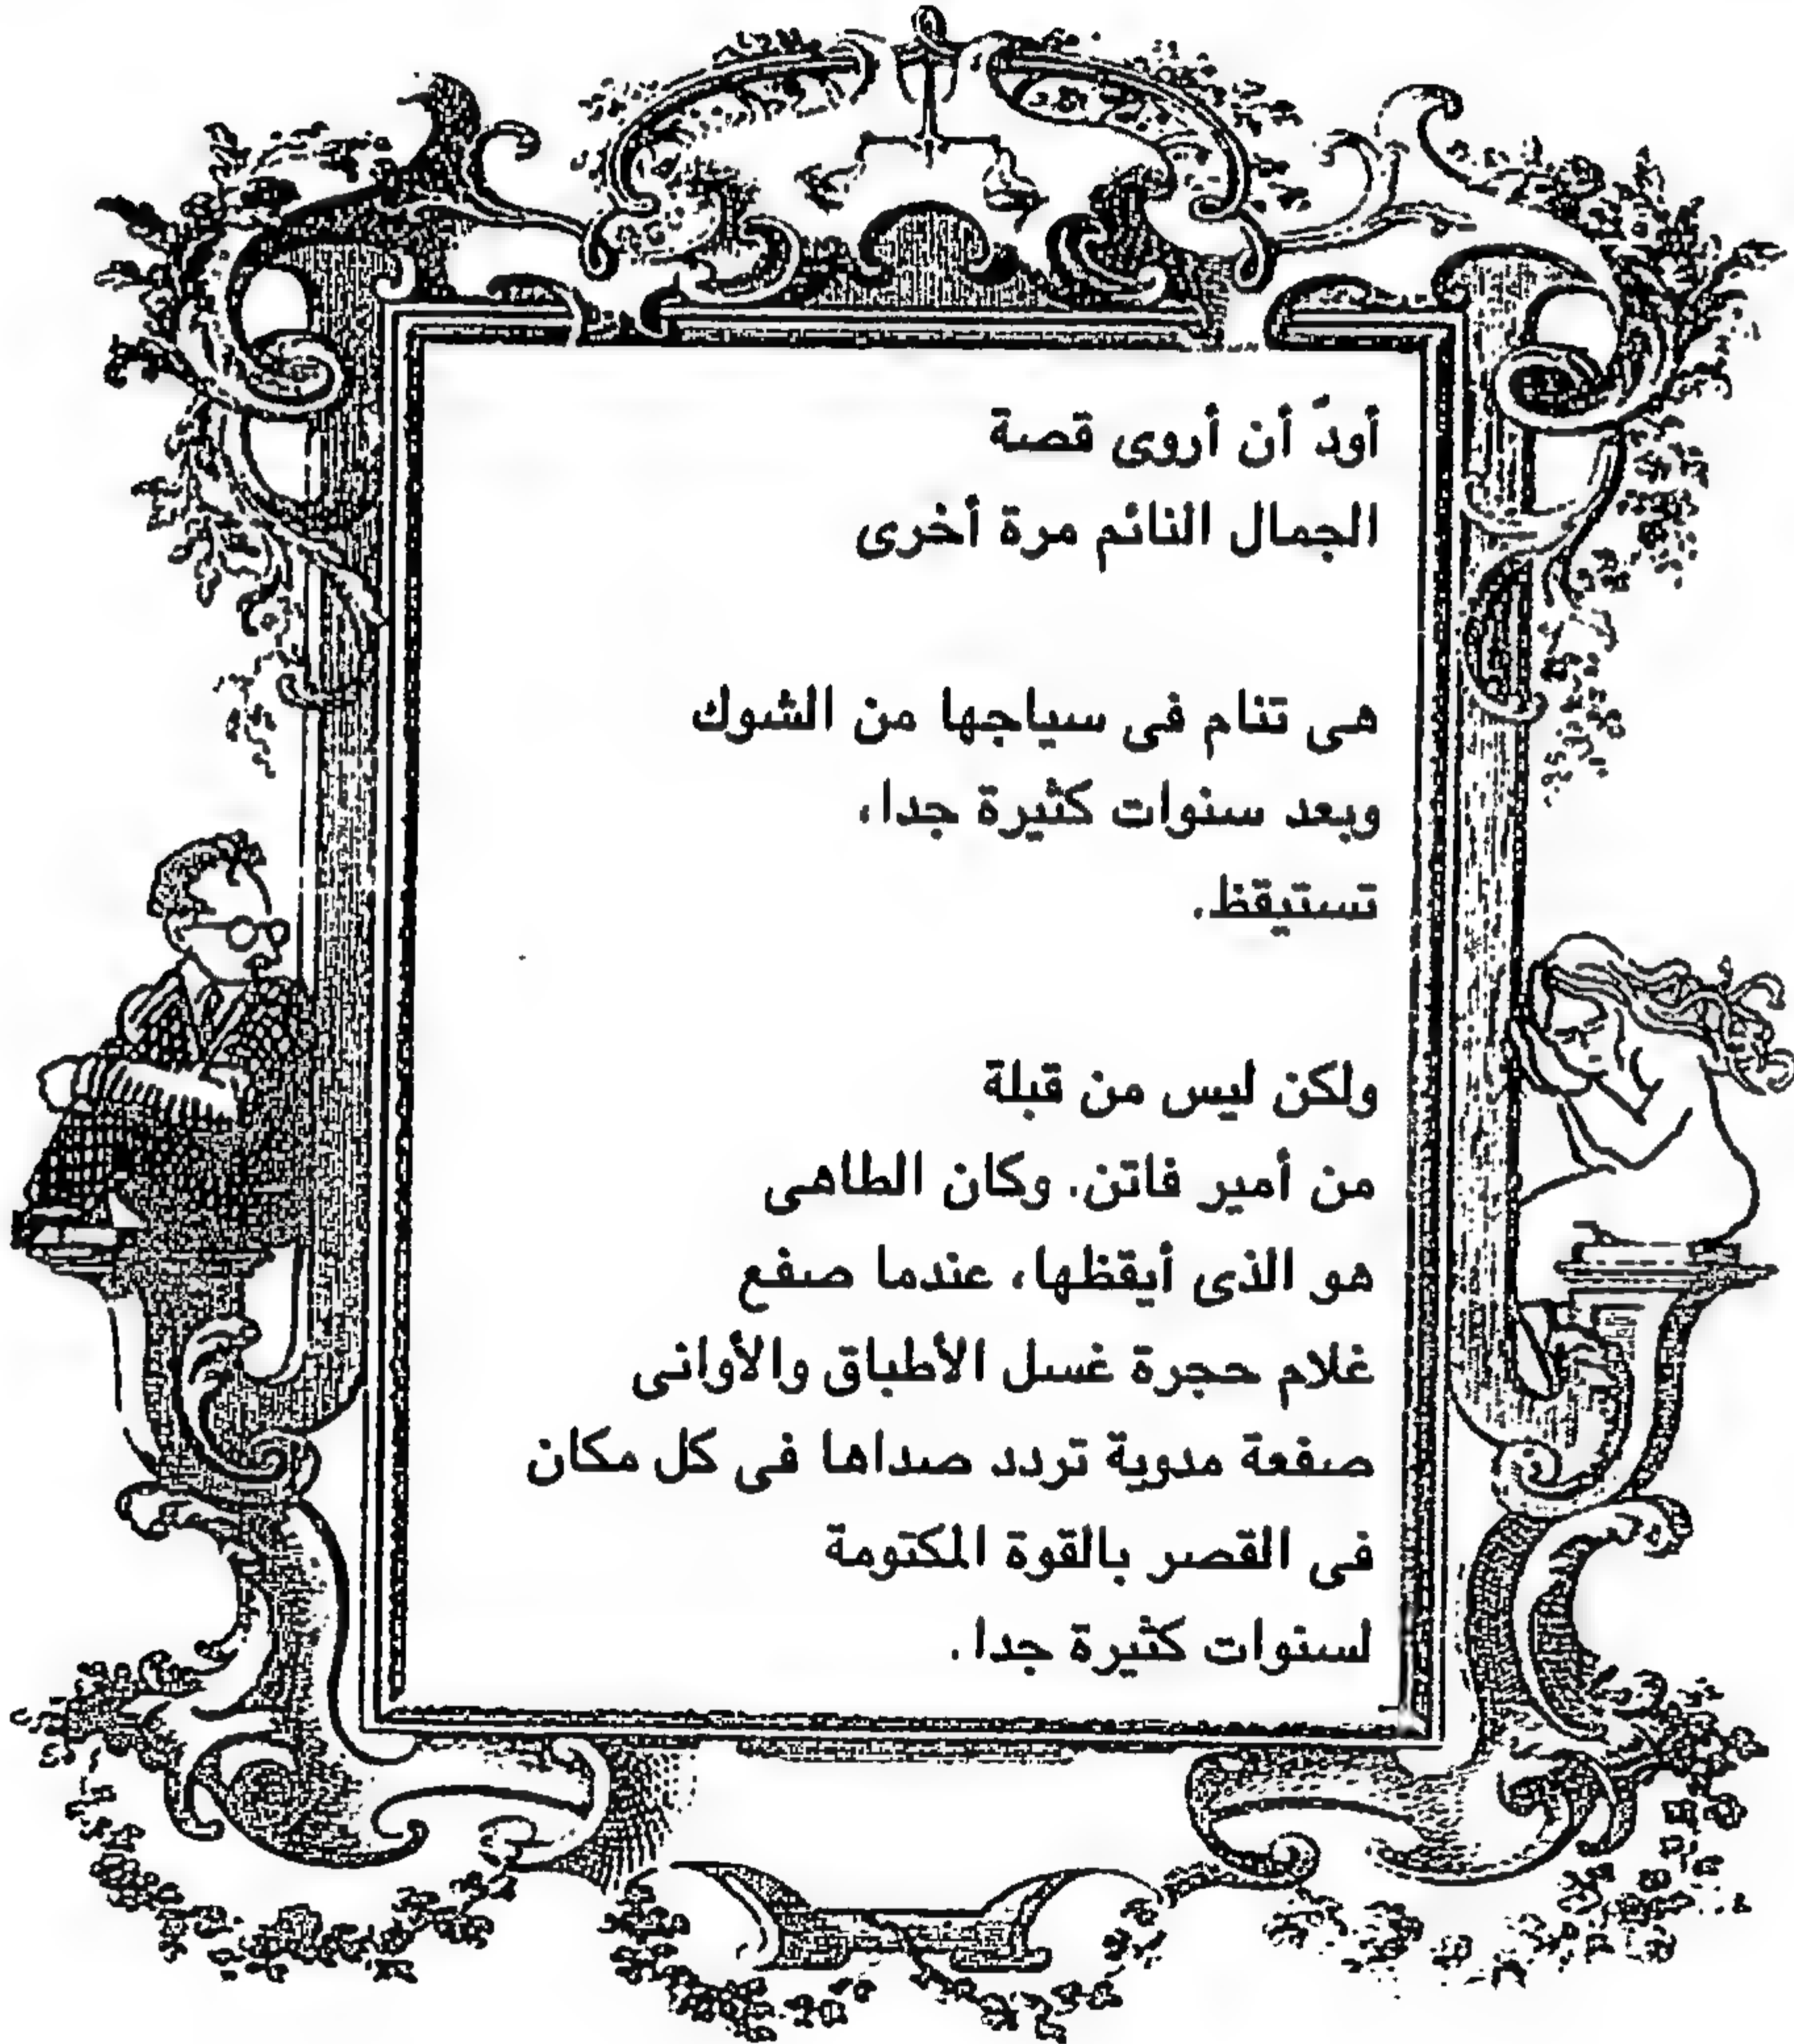 أودّ أن أروى قصة
الجمال النائم مرة أخرى
هى تنام فى سياجها من الشوك
وبعد سنوات كثيرة جدا،
تستيقظ.
ولكن ليس من قبلة
من أمير فاتن. وكان الطاهى
هو الذى أيقظها، عندما صفع
غلام حجرة غسل الأطباق والأوانى
صفعة مدوية تردد صداها فى كل مكان
فى القصر بالقوة المكتومة
لسنوات كثيرة جدا.